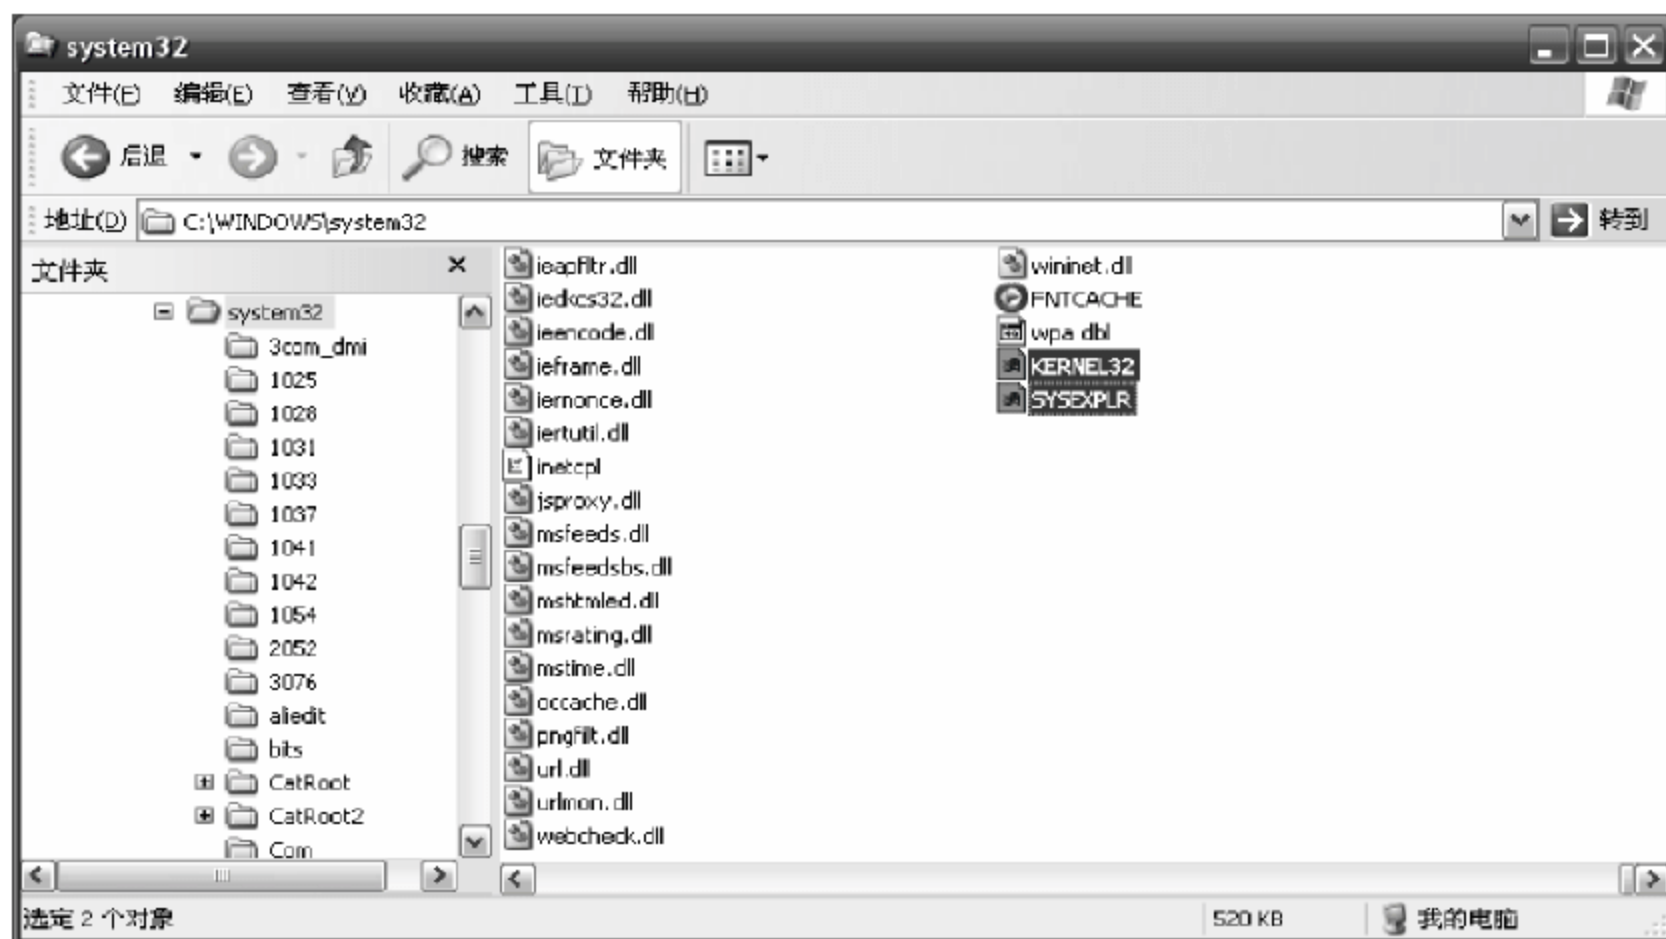 system32
文件(F) 编辑(E) 查看(V) 收藏(A) 工具(T) 帮助(H)
后退 搜索 文件夹
地址(D) C:\WINDOWS\system32 转到
文件夹
system32
3com_dmi
1025
1028
1031
1033
1037
1041
1042
1054
2052
3076
aliedit
bits
CatRoot
CatRoot2
Com
ieapfltr.dll
iedkcs32.dll
ieencode.dll
ieframe.dll
iernonce.dll
iertutil.dll
inetcpl
jsproxy.dll
msfeeds.dll
msfeedsbs.dll
mshtmled.dll
msrating.dll
mstime.dll
occache.dll
pngfilt.dll
url.dll
urlmon.dll
webcheck.dll
wininet.dll
FNTCACHE
wpa.dbl
KERNEL32
SYSEXPLR
选定 2 个对象 520 KB 我的电脑